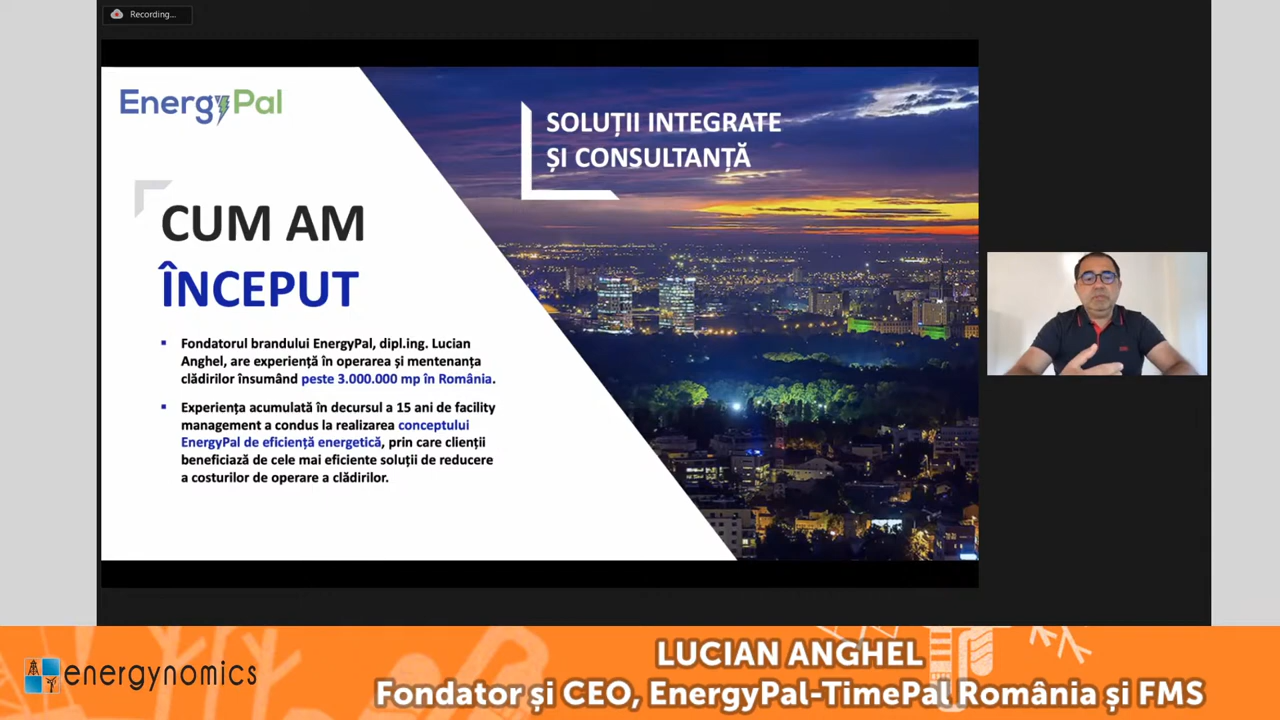 Recording...
EnergyPal
SOLUȚII INTEGRATE
ȘI CONSULTANȚĂ
CUM AM
ÎNCEPUT
▪ Fondatorul brandului EnergyPal, dipl.ing. Lucian
Anghel, are experiență în operarea și mentenanța
clădirilor însumând peste 3.000.000 mp în România.
▪ Experiența acumulată în decursul a 15 ani de facility
management a condus la realizarea conceptului
EnergyPal de eficiență energetică, prin care clienții
beneficiază de cele mai eficiente soluții de reducere
a costurilor de operare a clădirilor.
energynomics
LUCIAN ANGHEL
Fondator și CEO, EnergyPal-TimePal România și FMS